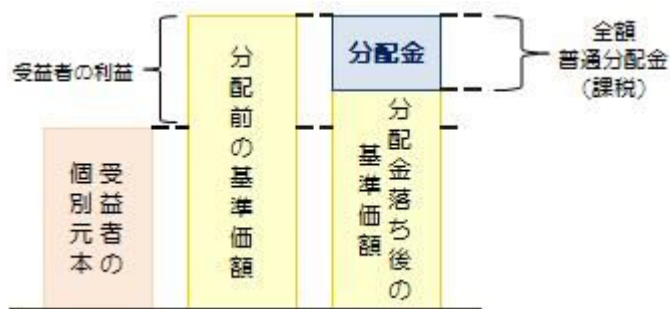 受益者の利益
受益者の
個別元本
分配前の基準価額
分配金
分配金落ち後の
基準価額
全額
普通分配金
(課税)